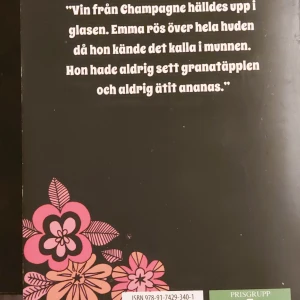 "Vin från Champagne hälldes upp i
glasen. Emma rös över hela huden
då hon kände det kalla i munnen.
Hon hade aldrig sett granatäpplen
och aldrig ätit ananas."
ISBN 978-91-7429-340-1
PRISGRUPP